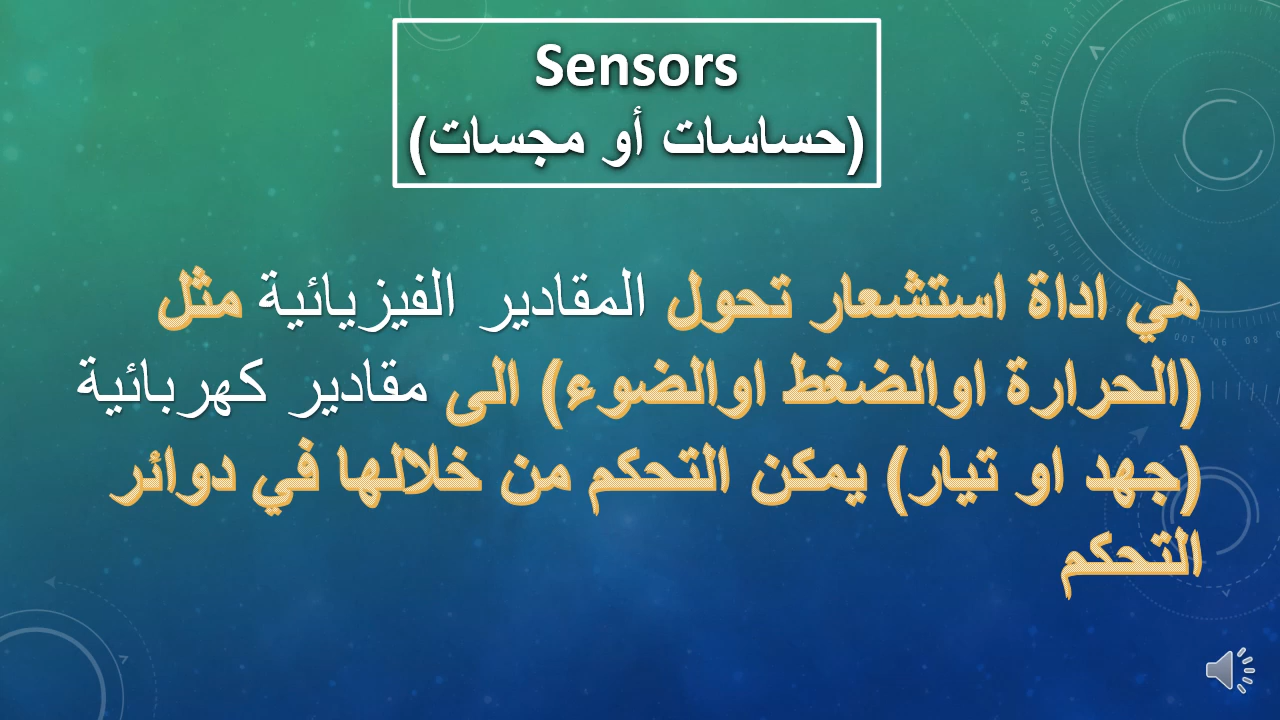 Sensors
(حساسات أو مجسات)
هي اداة استشعار تحول المقادير الفيزيائية مثل
(الحرارة اوالضغط اوالضوء) الى مقادير كهربائية
(جهد او تيار) يمكن التحكم من خلالها في دوائر
التحكم